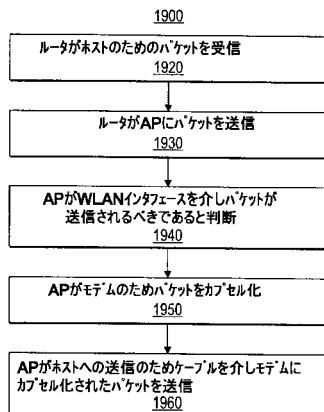 1900
ルータがホストのためのパケットを受信
1920
ルータがAPにパケットを送信
1930
APがWLANインタフェースを介しパケットが
送信されるべきであると判断
1940
APがモデムのためパケットをカプセル化
1950
APがホストへの送信のためケーブルを介しモデムに
カプセル化されたパケットを送信
1960